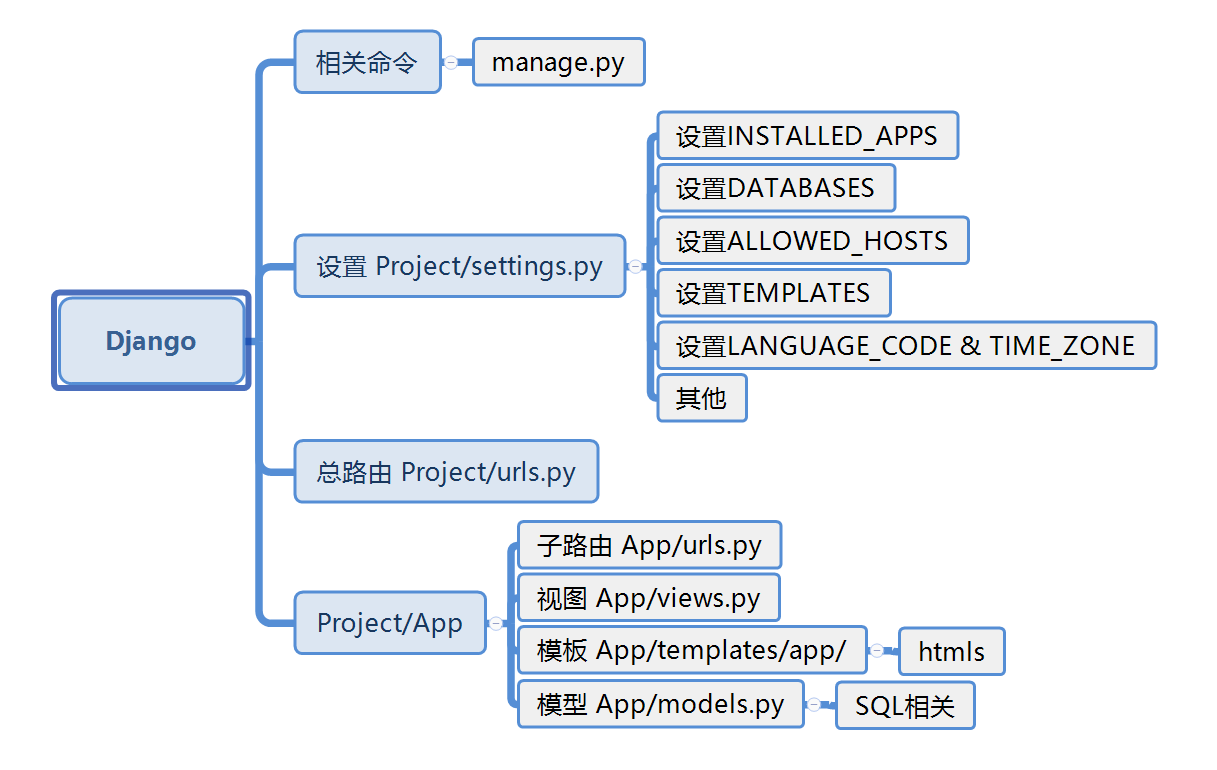 Django
相关命令
manage.py
设置 Project/settings.py
设置INSTALLED_APPS
设置DATABASES
设置ALLOWED_HOSTS
设置TEMPLATES
设置LANGUAGE_CODE & TIME_ZONE
其他
总路由 Project/urls.py
Project/App
子路由 App/urls.py
视图 App/views.py
模板 App/templates/app/
htmls
模型 App/models.py
SQL相关